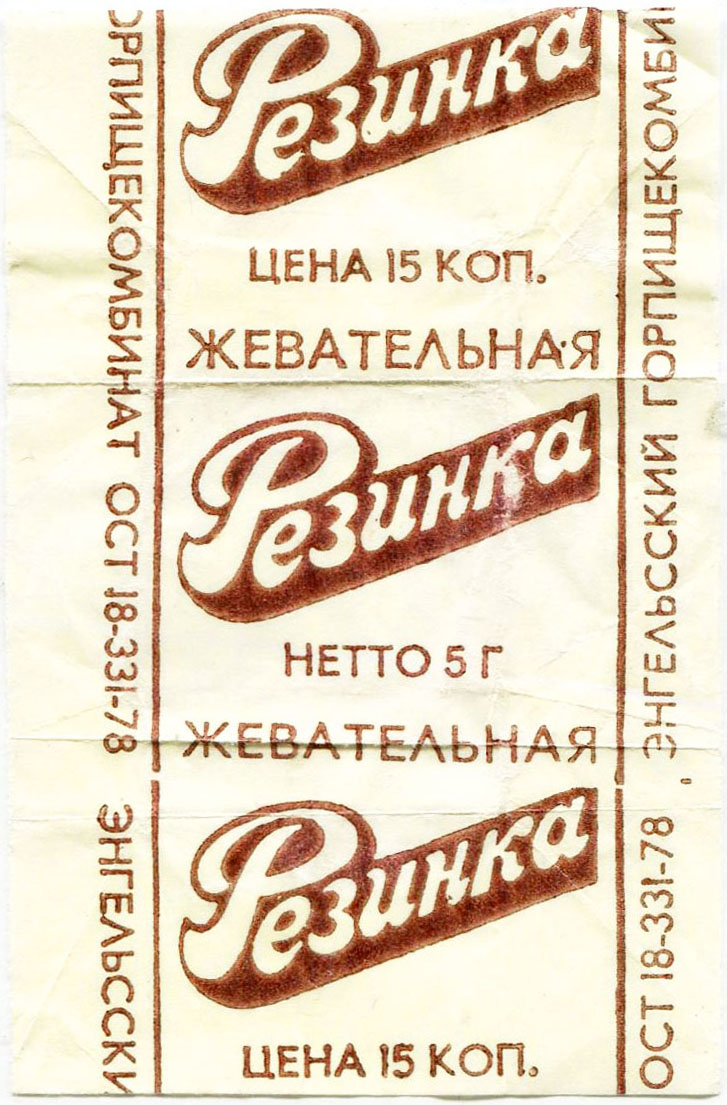 Резинка
ЦЕНА 15 КОП.
ЖЕВАТЕЛЬНАЯ
Резинка
НЕТТО 5 Г
ЖЕВАТЕЛЬНАЯ
Резинка
ЦЕНА 15 КОП.
ОРПИЩЕКОМБИНАТ ОСТ 18-331-78
ЭНГЕЛЬССКИ
ЭНГЕЛЬССКИЙ ГОРПИЩЕКОМБИ
ОСТ 18-331-78